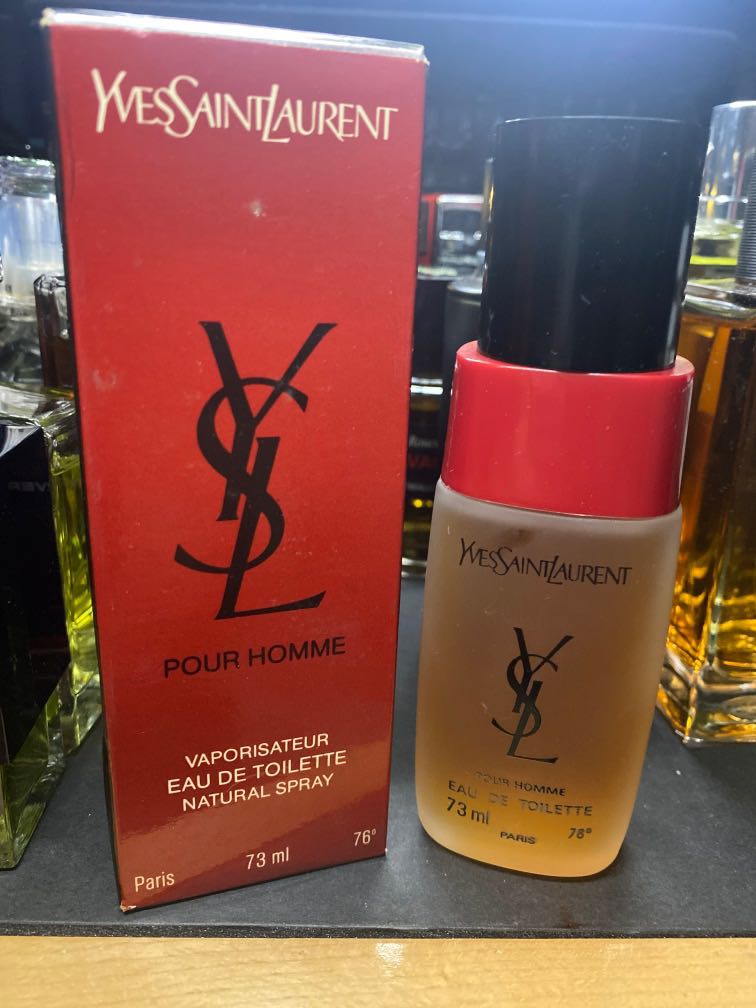 YVESSAINTLAURENT
YSL
POUR HOMME
VAPORISATEUR
EAU DE TOILETTE
NATURAL SPRAY
Paris
73 ml
76°
YVESSAINTLAURENT
YSL
POUR HOMME
EAU DE TOILETTE
73 ml
76°
PARIS